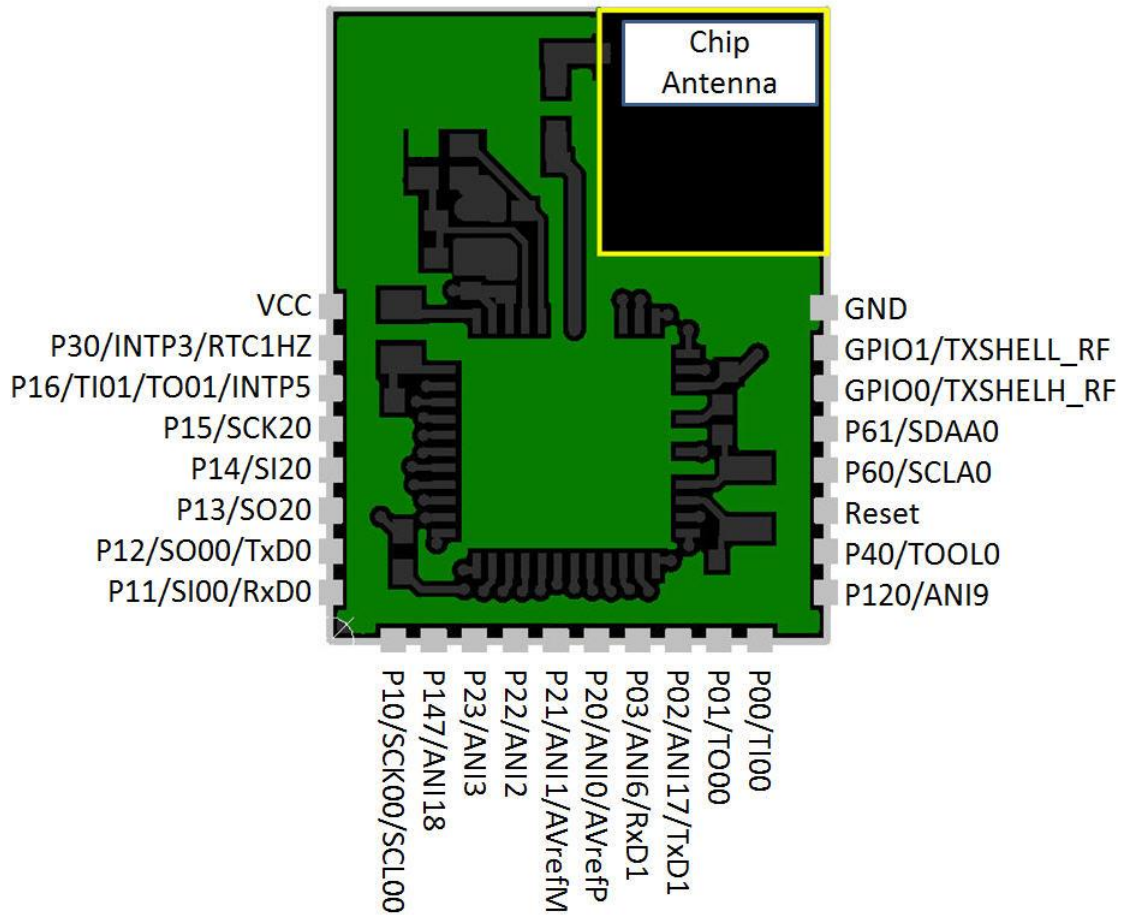 Chip
Antenna
VCC
P30/INTP3/RTC1HZ
P16/TI01/TO01/INTP5
P15/SCK20
P14/SI20
P13/SO20
P12/SO00/TxD0
P11/SI00/RxD0
GND
GPIO1/TXSHELL_RF
GPIO0/TXSHELH_RF
P61/SDAA0
P60/SCLA0
Reset
P40/TOOL0
P120/ANI9
P10/SCK00/SCL00
P147/ANI18
P23/ANI3
P22/ANI2
P21/ANI1/AVrefM
P20/ANI0/AVrefP
P03/ANI6/RxD1
P02/ANI17/TxD1
P01/TO00
P00/TI00